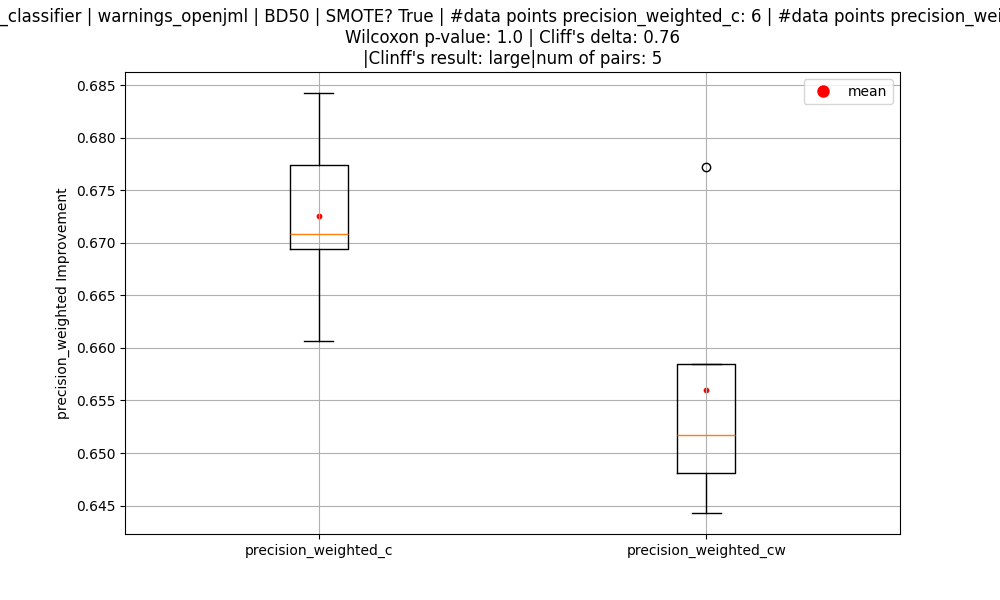 _classifier | warnings_openjml | BD50 | SMOTE? True | #data points precision_weighted_c: 6 | #data points precision_wei
Wilcoxon p-value: 1.0 | Cliff's delta: 0.76
|Clinff's result: large|num of pairs: 5
mean
0.685
0.680
0.675
0.670
0.665
0.660
0.655
0.650
0.645
precision_weighted Improvement
precision_weighted_c
precision_weighted_cw